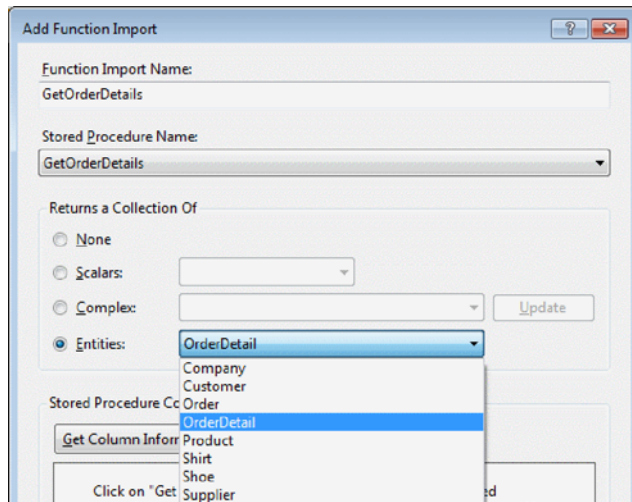 Add Function Import
Function Import Name:
GetOrderDetails
Stored Procedure Name:
GetOrderDetails
Returns a Collection Of
None
Scalars:
Complex:
Update
Entities:
OrderDetail
Company
Customer
Stored Procedure Co
Order
OrderDetail
Get Column Inforr
Product
Shirt
Shoe
Click on "Get
Supplier
ed